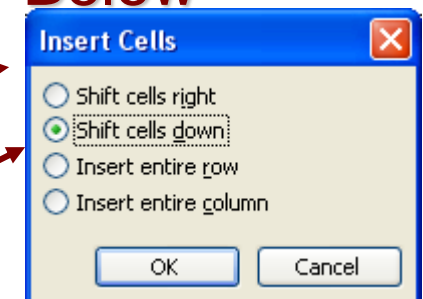 Below
Insert Cells
Shift cells right
Shift cells down
Insert entire row
Insert entire column
OK
Cancel